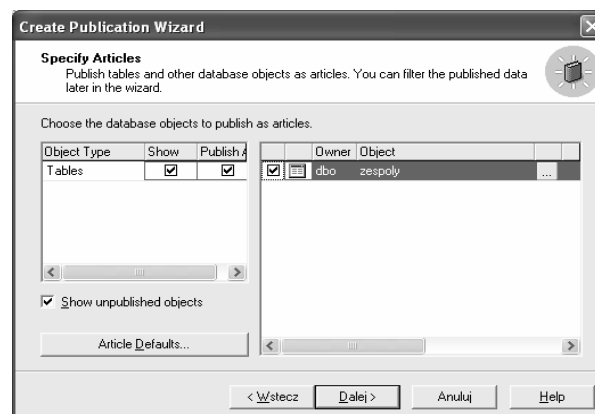 Create Publication Wizard
Specify Articles
Publish tables and other database objects as articles. You can filter the published data
later in the wizard.
Choose the database objects to publish as articles.
Object Type Show Publish A
Tables
Owner Object
dbo zespoly ...
Show unpublished objects
Article Defaults...
< Wstecz Dalej > Anuluj Help